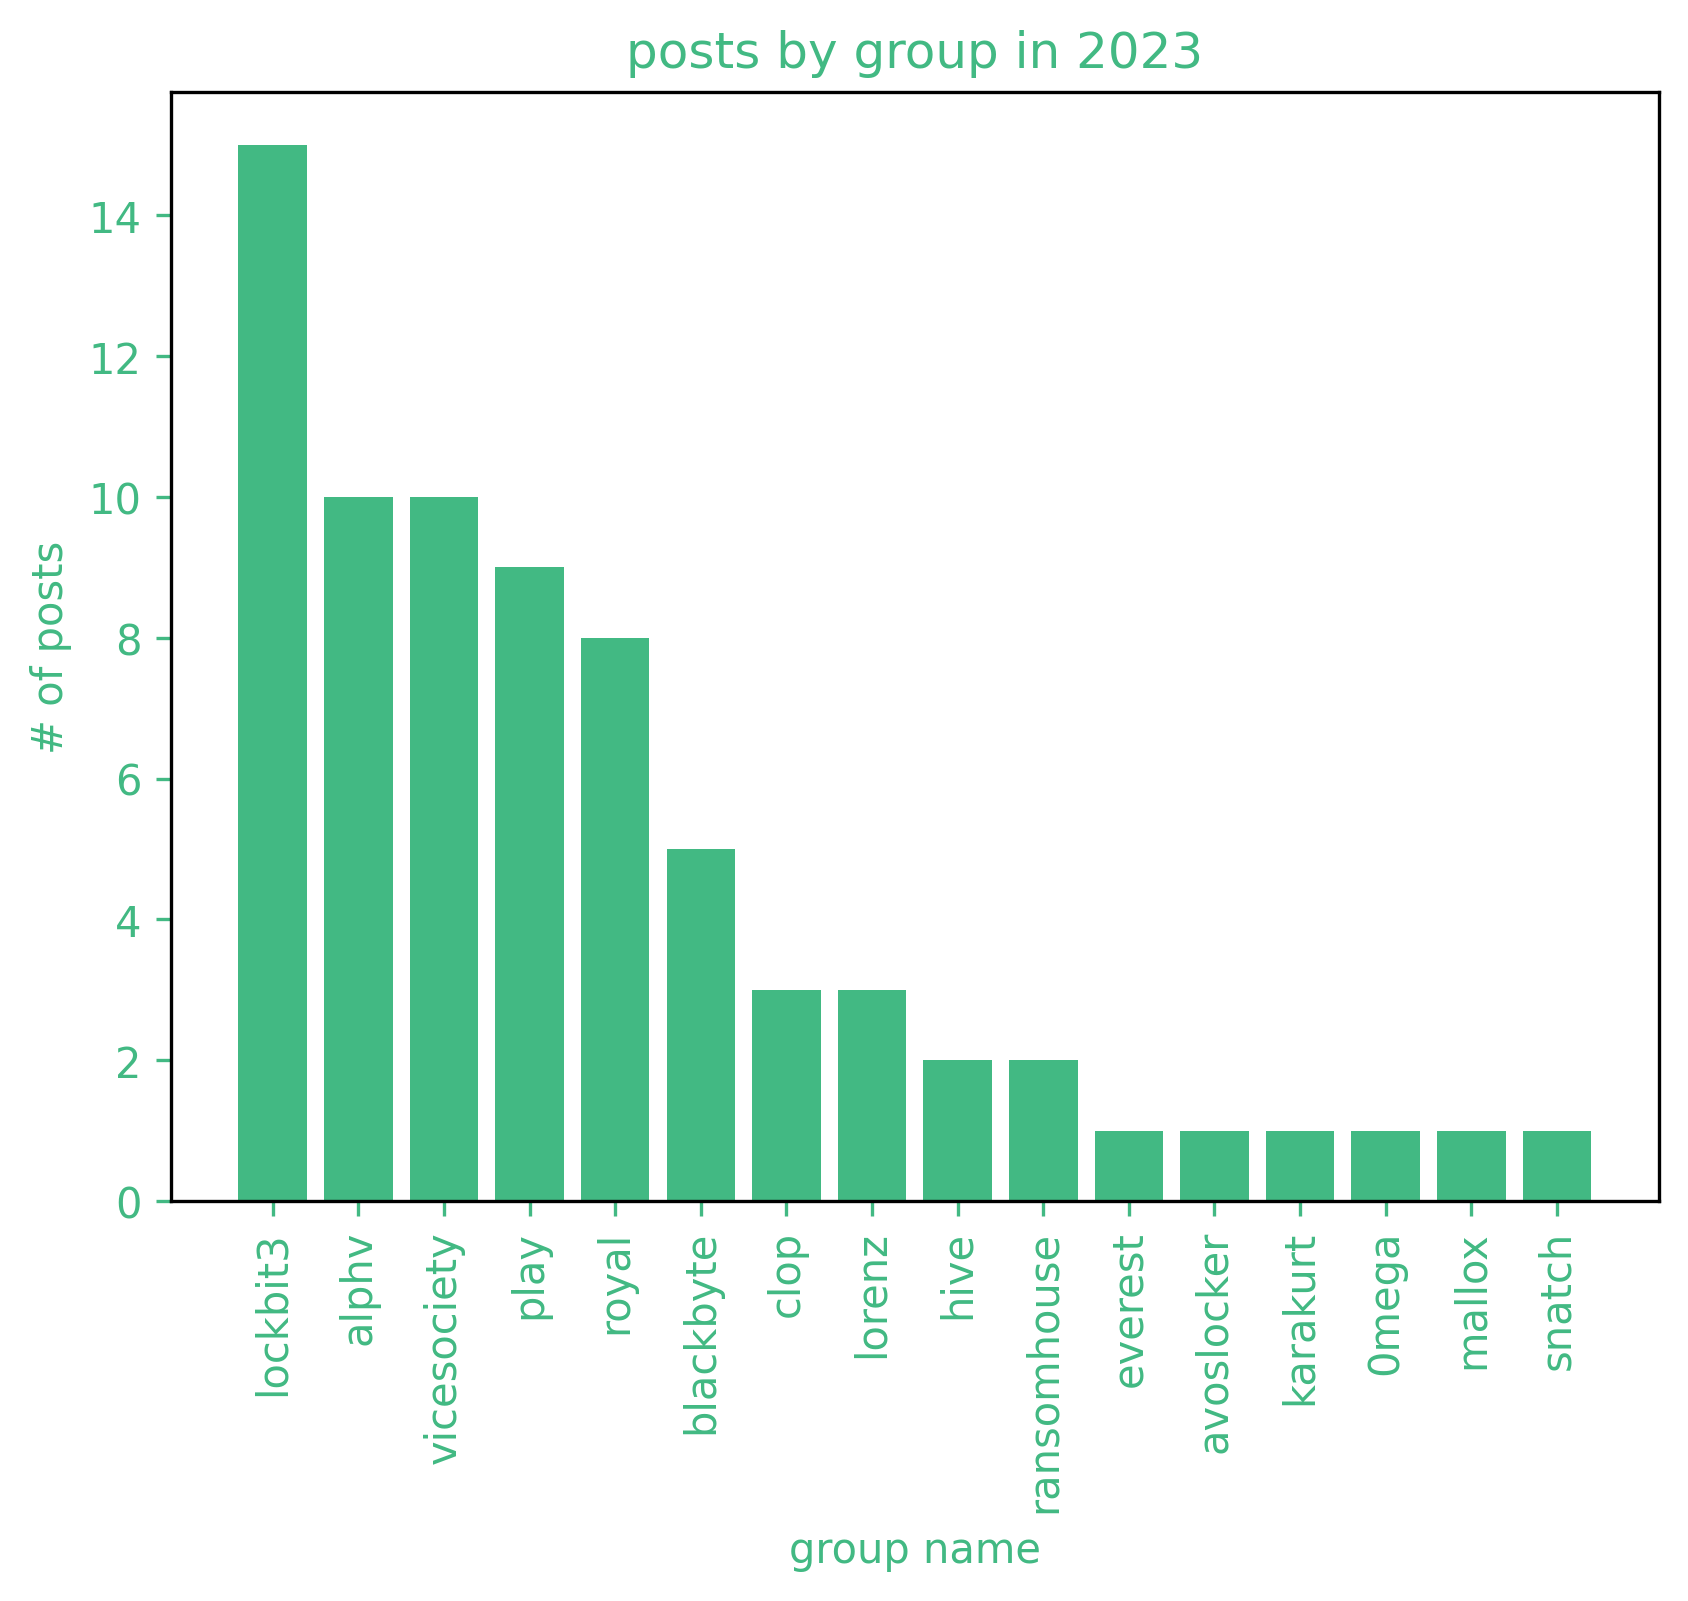 posts by group in 2023
# of posts
14
12
10
8
6
4
2
0
lockbit3
alphv
vicesociety
play
royal
blackbyte
clop
lorenz
hive
ransomhouse
everest
avoslocker
karakurt
0mega
mallox
snatch
group name